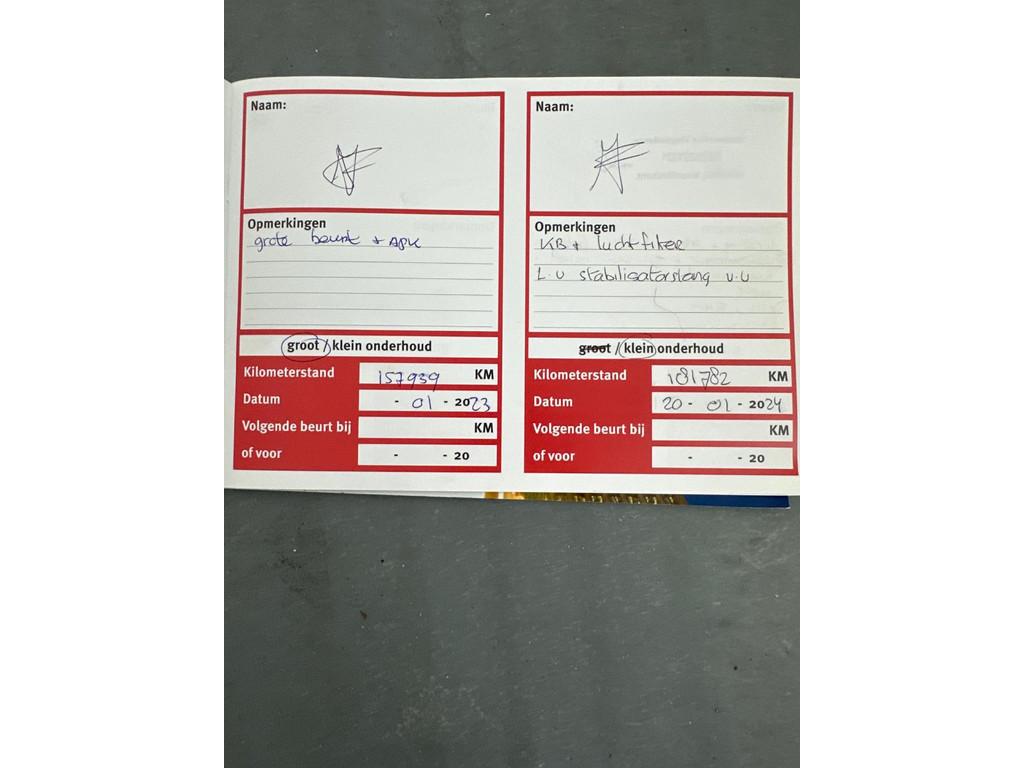 Naam:
Opmerkingen
grote beurt + APK
groot / klein onderhoud
Kilometerstand 157939 KM
Datum - 01 - 2023
Volgende beurt bij KM
of voor - - 20
Naam:
Opmerkingen
KB + luchtfilter
L.v stabilisatorstang v.v
groot / klein onderhoud
Kilometerstand 181782 KM
Datum 20 - 01 - 2024
Volgende beurt bij KM
of voor - - 20